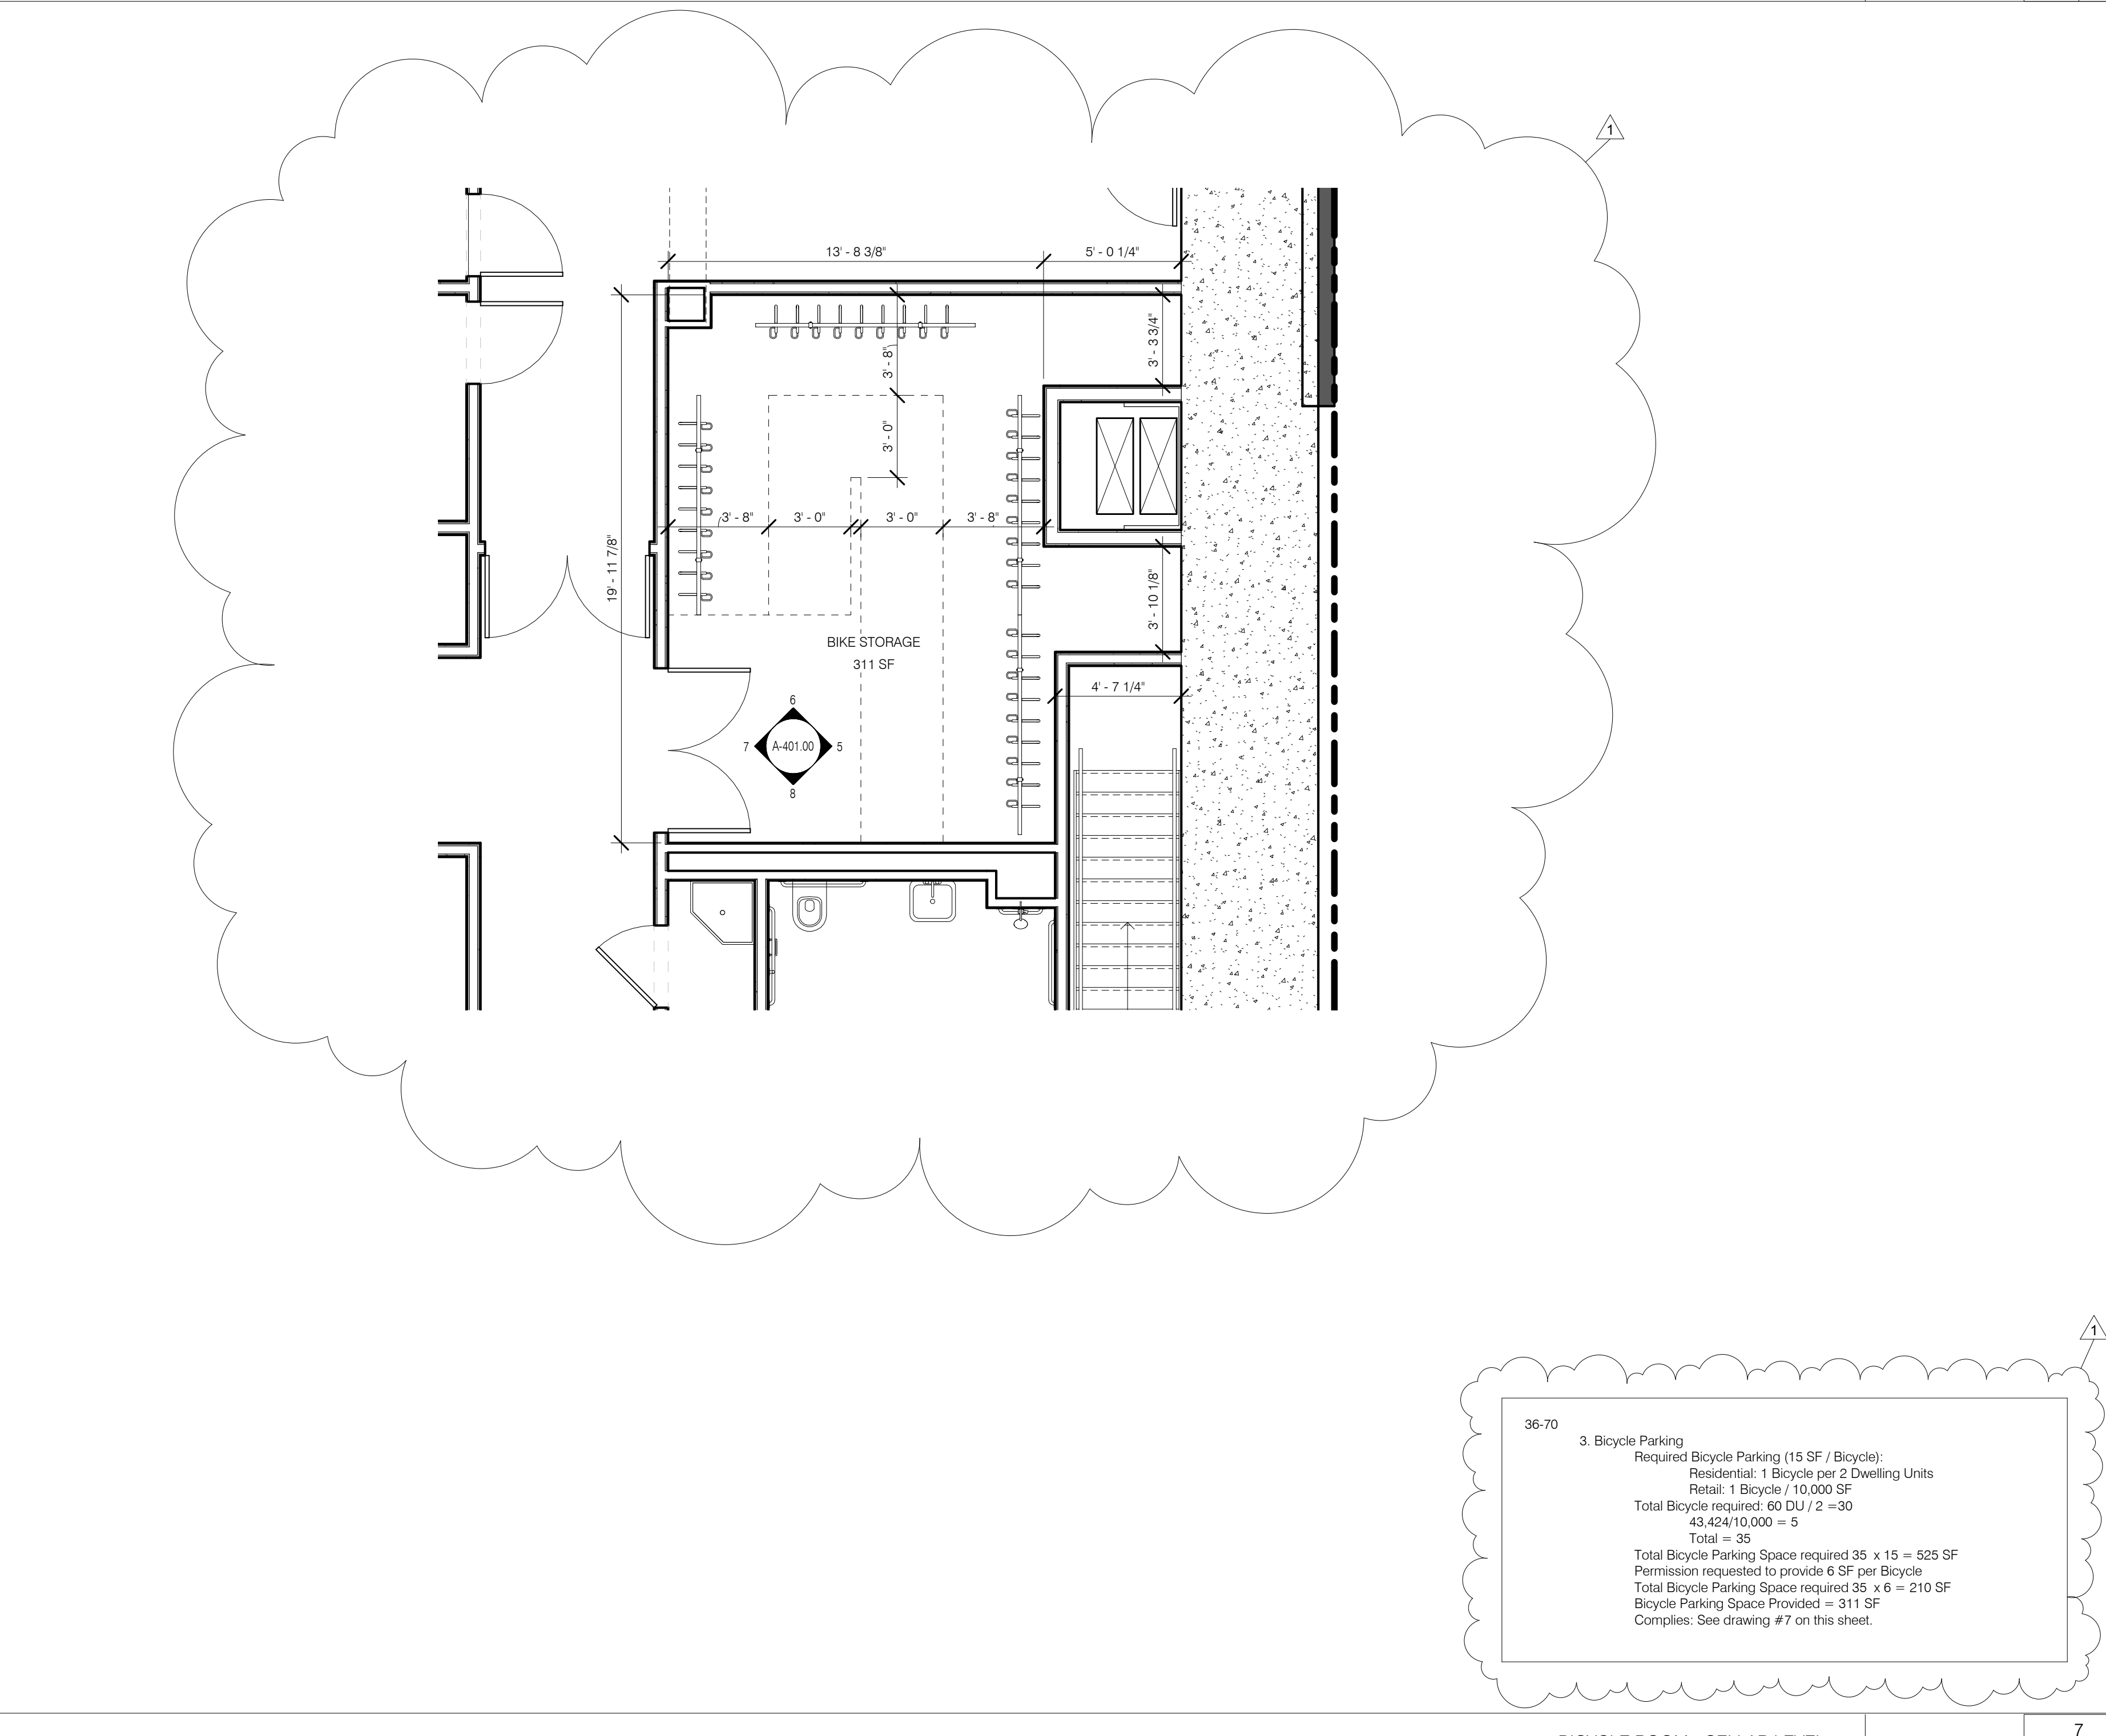 1
13' - 8 3/8"
5' - 0 1/4"
3' - 3 3/4"
3' - 8"
3' - 0"
3' - 8"
3' - 0"
3' - 0"
3' - 8"
19' - 11 7/8"
3' - 10 1/8"
BIKE STORAGE
311 SF
4' - 7 1/4"
6
7
A-401.00
5
8
1
36-70
3. Bicycle Parking
Required Bicycle Parking (15 SF / Bicycle):
Residential: 1 Bicycle per 2 Dwelling Units
Retail: 1 Bicycle / 10,000 SF
Total Bicycle required: 60 DU / 2 =30
43,424/10,000 = 5
Total = 35
Total Bicycle Parking Space required 35 x 15 = 525 SF
Permission requested to provide 6 SF per Bicycle
Total Bicycle Parking Space required 35 x 6 = 210 SF
Bicycle Parking Space Provided = 311 SF
Complies: See drawing #7 on this sheet.
7